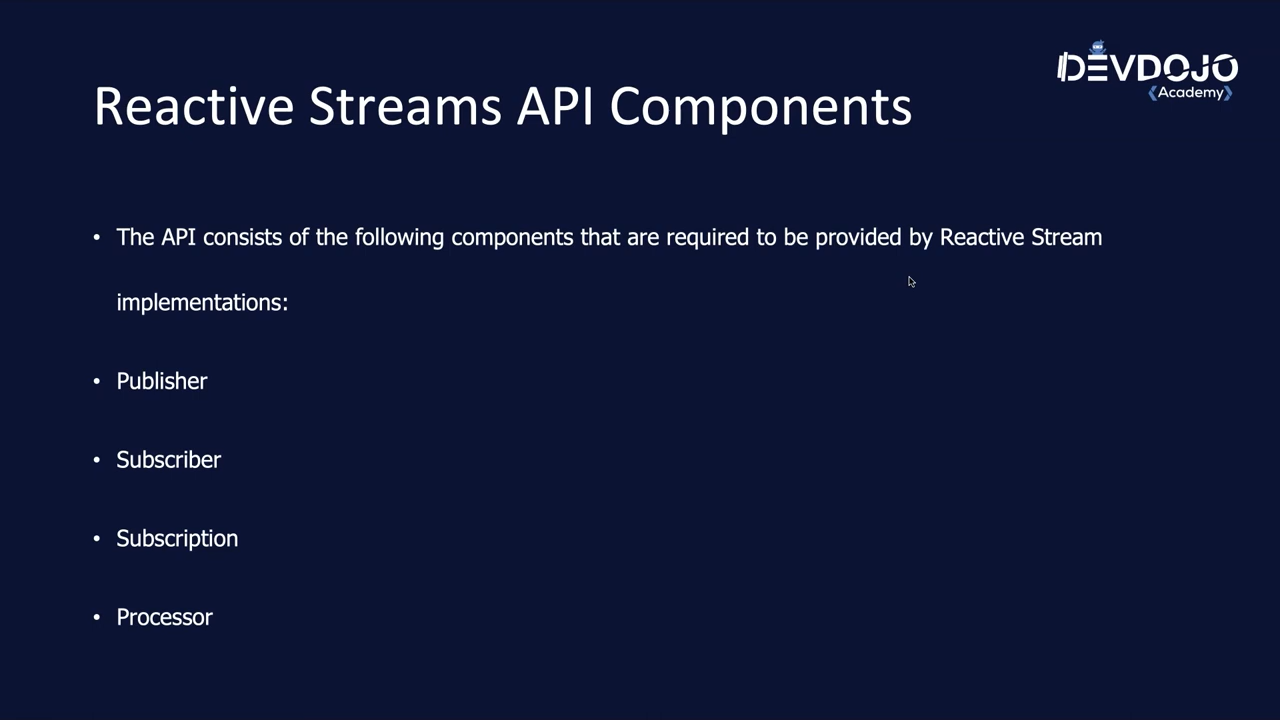 DEVDOJO
Academy
Reactive Streams API Components
• The API consists of the following components that are required to be provided by Reactive Stream
implementations:
• Publisher
• Subscriber
• Subscription
• Processor